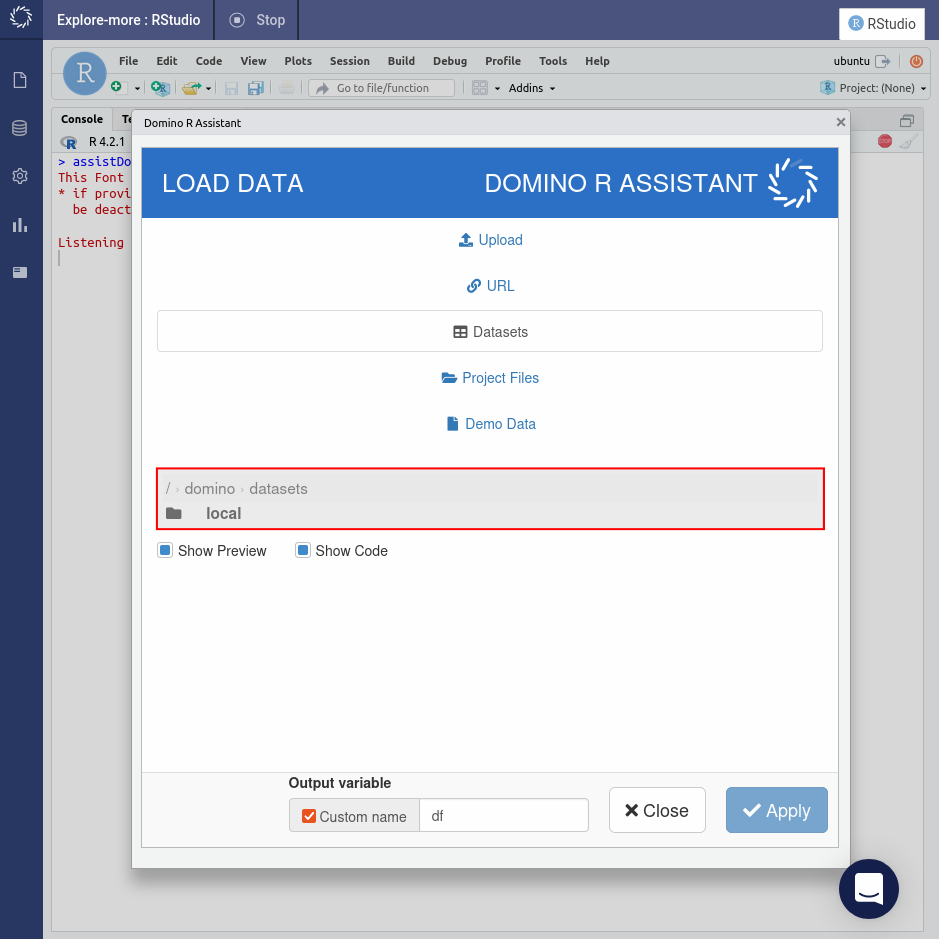 Explore-more : RStudio
Stop
RStudio
R
File Edit Code View Plots Session Build Debug Profile Tools Help
ubuntu
Go to file/function
Addins
Project: (None)
Console
Te
Domino R Assistant
R 4.2.1
> assistDo
This Font
* if provi
be deact
Listening
LOAD DATA
DOMINO R ASSISTANT
Upload
URL
Datasets
Project Files
Demo Data
/ › domino › datasets
local
Show Preview
Show Code
Output variable
Custom name
df
Close
Apply